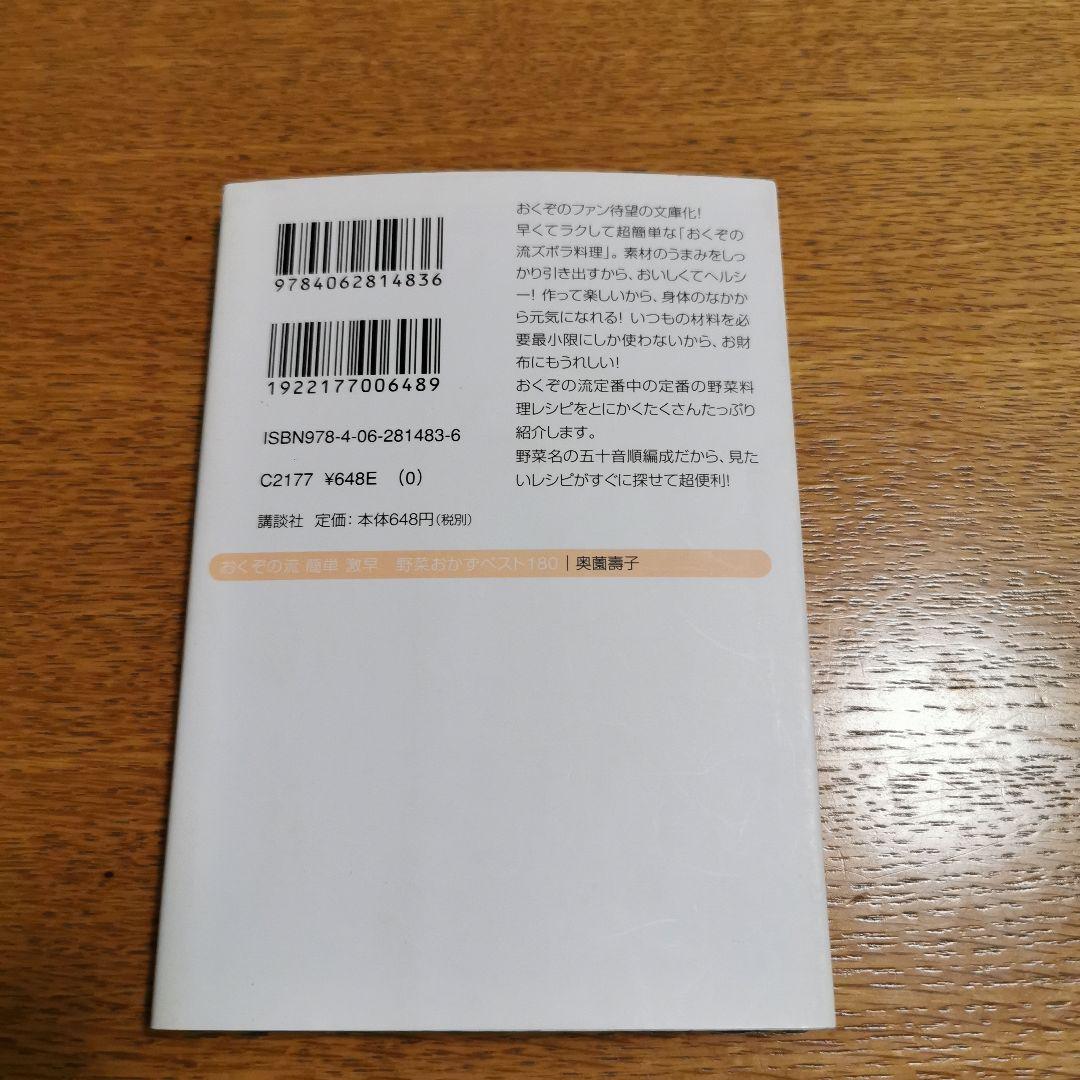 9784062814836
1922177006489
ISBN978-4-06-281483-6
C2177 ¥648E (0)
講談社 定価：本体648円（税別）
おくぞのファン待望の文庫化！
早くてラクして超簡単な「おくぞの
流ズボラ料理」。素材のうまみをしっ
かり引き出すから、おいしくてヘルシ
ー！作って楽しいから、身体のなかか
ら元気になれる！いつもの材料を必
要最小限にしか使わないから、お財
布にもうれしい！
おくぞの流定番中の定番の野菜料
理レシピをとにかくたくさんたっぷり
紹介します。
野菜名の五十音順編成だから、見た
いレシピがすぐに探せて超便利！
おくぞの流 簡単 激早 野菜おかずベスト180｜奥薗壽子